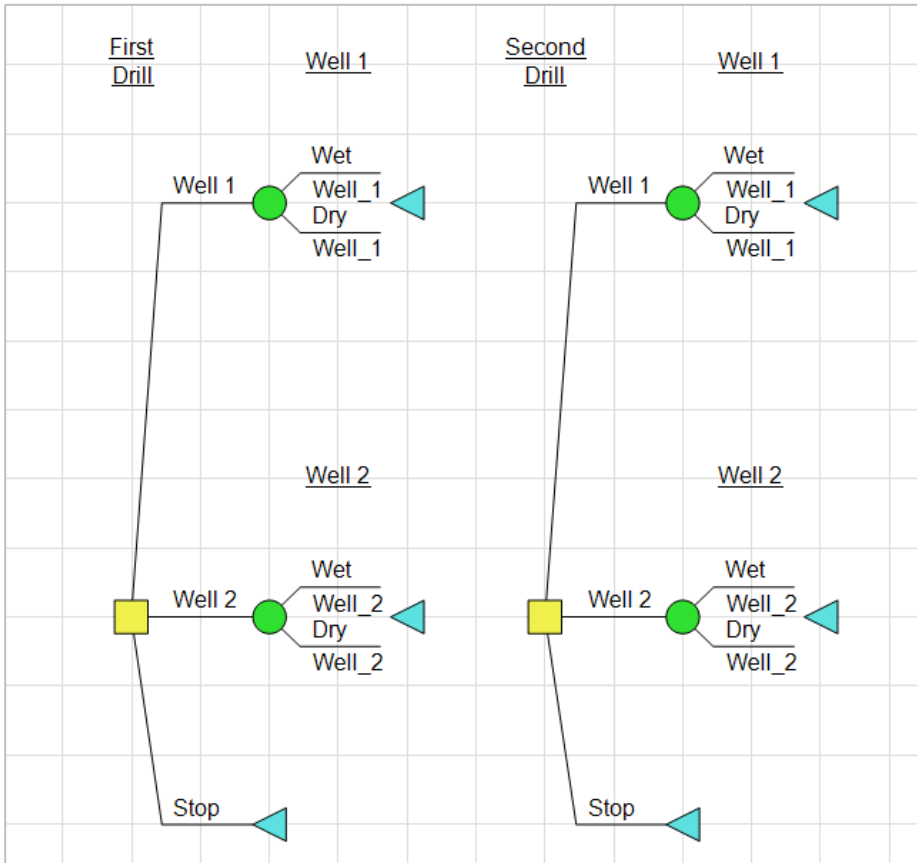 First
Drill
Well 1
Well 1
Wet
Well_1
Dry
Well_1
Well 2
Well 2
Wet
Well_2
Dry
Well_2
Stop
Second
Drill
Well 1
Well 1
Wet
Well_1
Dry
Well_1
Well 2
Well 2
Wet
Well_2
Dry
Well_2
Stop